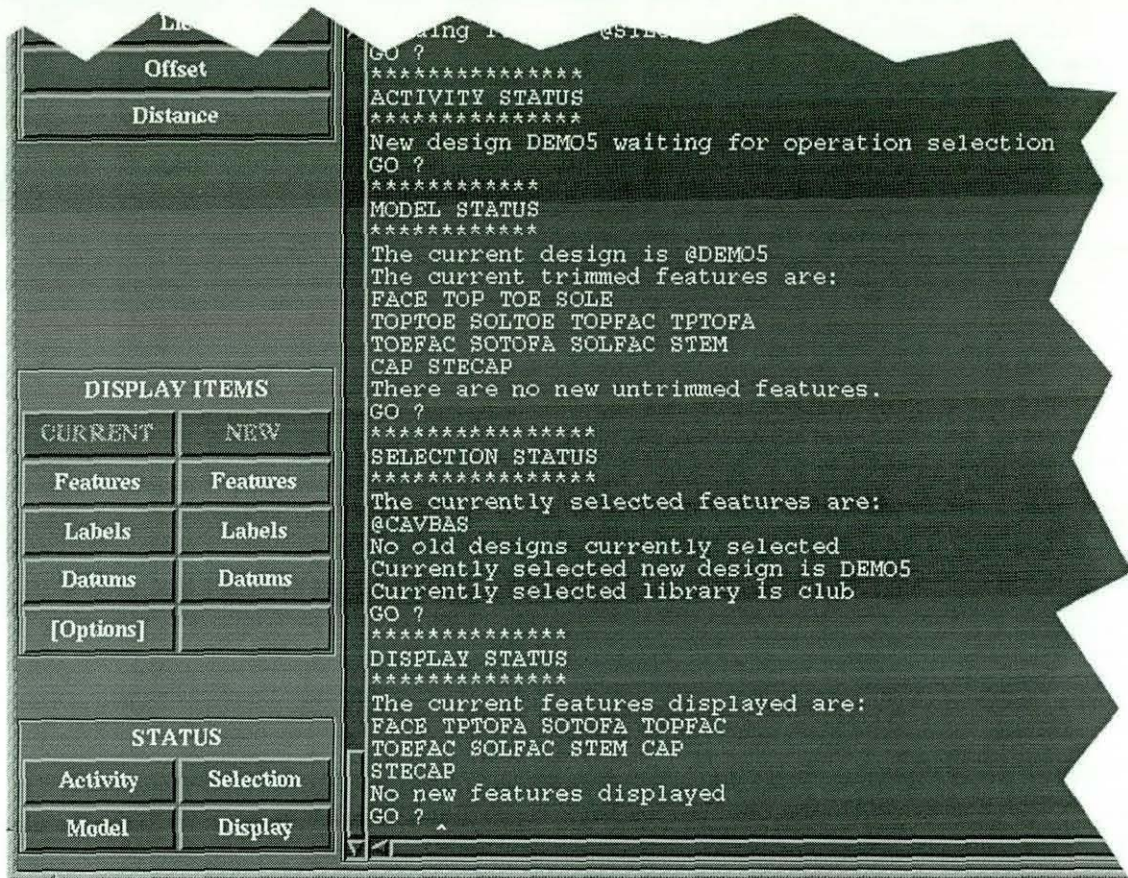 Offset
Distance
DISPLAY ITEMS
CURRENT NEW
Features Features
Labels Labels
Datums Datums
[Options]
STATUS
Activity Selection
Model Display
GO ?
***************
ACTIVITY STATUS
***************
New design DEMO5 waiting for operation selection
GO ?
************
MODEL STATUS
************
The current design is @DEMO5
The current trimmed features are:
FACE TOP TOE SOLE
TOPTOE SOLTOE TOPFAC TPTOFA
TOEFAC SOTOFA SOLFAC STEM
CAP STECAP
There are no new untrimmed features.
GO ?
****************
SELECTION STATUS
****************
The currently selected features are:
@CAVBAS
No old designs currently selected
Currently selected new design is DEMO5
Currently selected library is club
GO ?
**************
DISPLAY STATUS
**************
The current features displayed are:
FACE TPTOFA SOTOFA TOPFAC
TOEFAC SOLFAC STEM CAP
STECAP
No new features displayed
GO ?